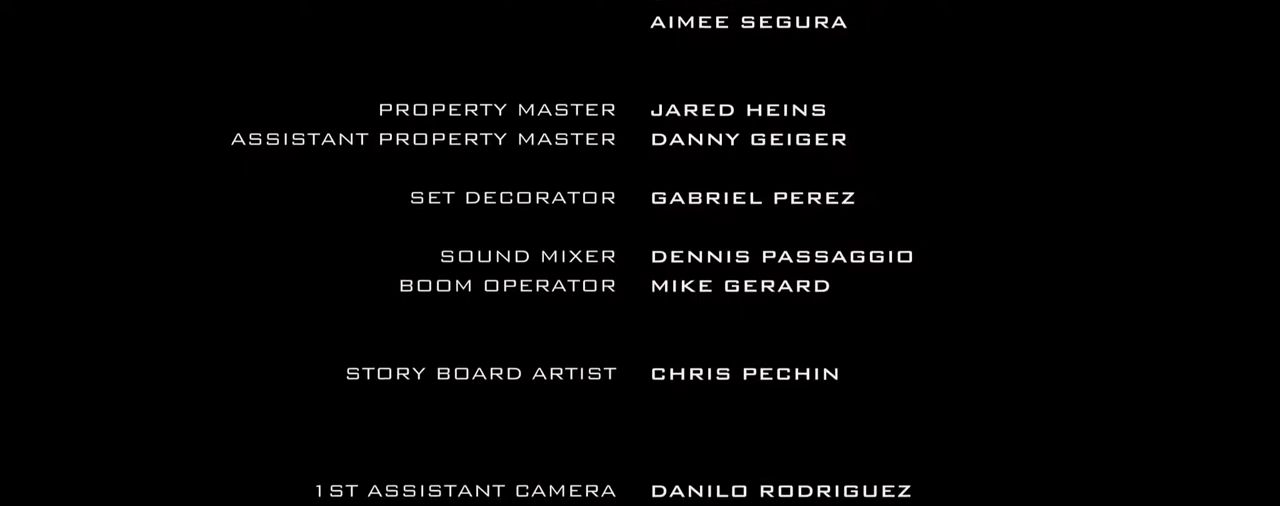 AIMEE SEGURA
PROPERTY MASTER JARED HEINS
ASSISTANT PROPERTY MASTER DANNY GEIGER
SET DECORATOR GABRIEL PEREZ
SOUND MIXER DENNIS PASSAGGIO
BOOM OPERATOR MIKE GERARD
STORY BOARD ARTIST CHRIS PECHIN
1ST ASSISTANT CAMERA DANILO RODRIGUEZ